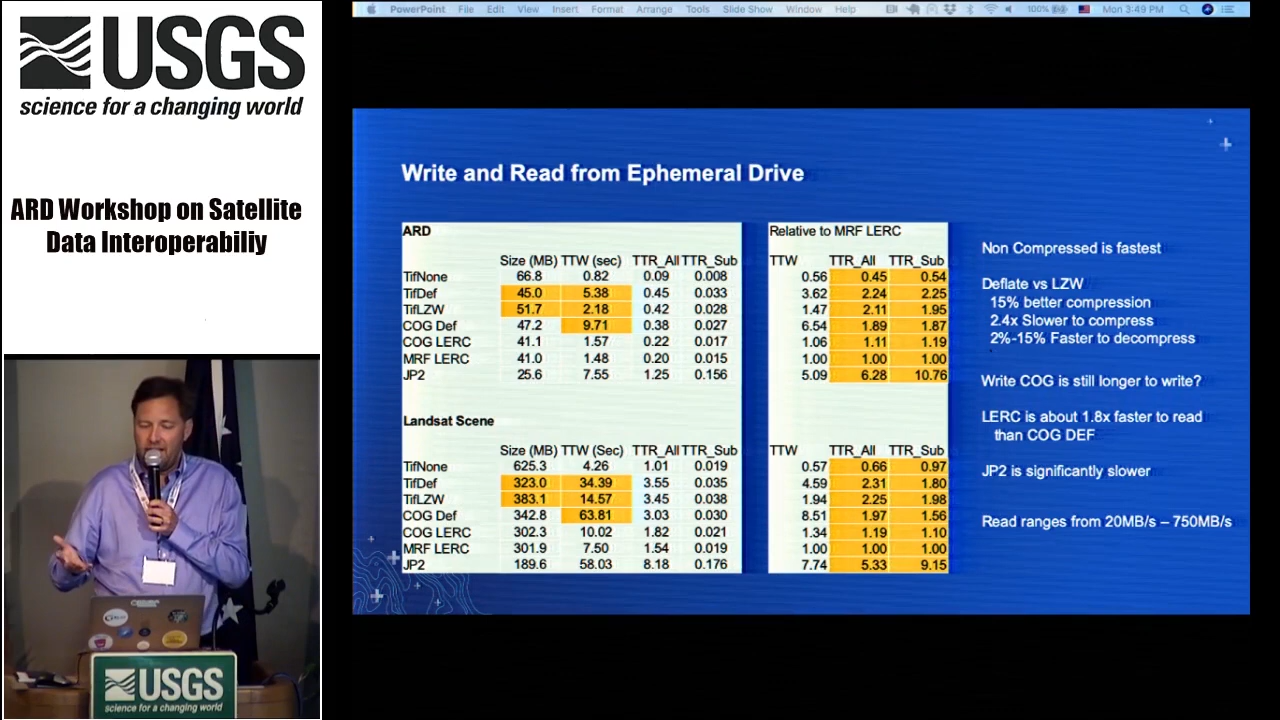 USGS
science for a changing world
ARD Workshop on Satellite
Data Interoperabiliy
PowerPoint File Edit View Insert Format Arrange Tools Slide Show Window Help 100% Mon 3:49 PM
Write and Read from Ephemeral Drive
ARD
Size (MB) TTW (sec) TTR_All TTR_Sub
TifNone 66.8 0.82 0.09 0.008
TifDef 45.0 5.38 0.45 0.033
TifLZW 51.7 2.18 0.42 0.028
COG Def 47.2 9.71 0.38 0.027
COG LERC 41.1 1.57 0.22 0.017
MRF LERC 41.0 1.48 0.20 0.015
JP2 25.6 7.55 1.25 0.156
Landsat Scene
Size (MB) TTW (Sec) TTR_All TTR_Sub
TifNone 625.3 4.26 1.01 0.019
TifDef 323.0 34.39 3.55 0.035
TifLZW 383.1 14.57 3.45 0.038
COG Def 342.8 63.81 3.03 0.030
COG LERC 302.3 10.02 1.82 0.021
MRF LERC 301.9 7.50 1.54 0.019
JP2 189.6 58.03 8.18 0.176
Relative to MRF LERC
TTW TTR_All TTR_Sub
0.56 0.45 0.54
3.62 2.24 2.25
1.47 2.11 1.95
6.54 1.89 1.87
1.06 1.11 1.19
1.00 1.00 1.00
5.09 6.28 10.76
TTW TTR_All TTR_Sub
0.57 0.66 0.97
4.59 2.31 1.80
1.94 2.25 1.98
8.51 1.97 1.56
1.34 1.19 1.10
1.00 1.00 1.00
7.74 5.33 9.15
Non Compressed is fastest
Deflate vs LZW
15% better compression
2.4x Slower to compress
2%-15% Faster to decompress
Write COG is still longer to write?
LERC is about 1.8x faster to read
than COG DEF
JP2 is significantly slower
Read ranges from 20MB/s – 750MB/s
USGS
science for a changing world